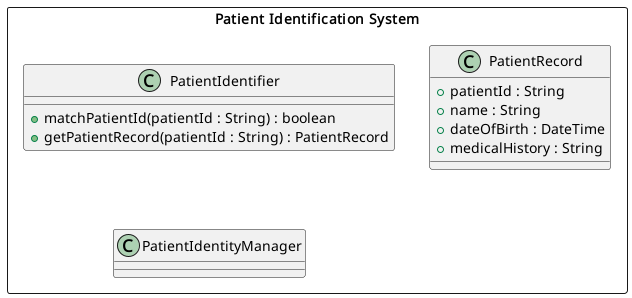 Patient Identification System
C PatientIdentifier
matchPatientId(patientId : String) : boolean
getPatientRecord(patientId : String) : PatientRecord
C PatientRecord
patientId : String
name : String
dateOfBirth : DateTime
medicalHistory : String
C PatientIdentityManager